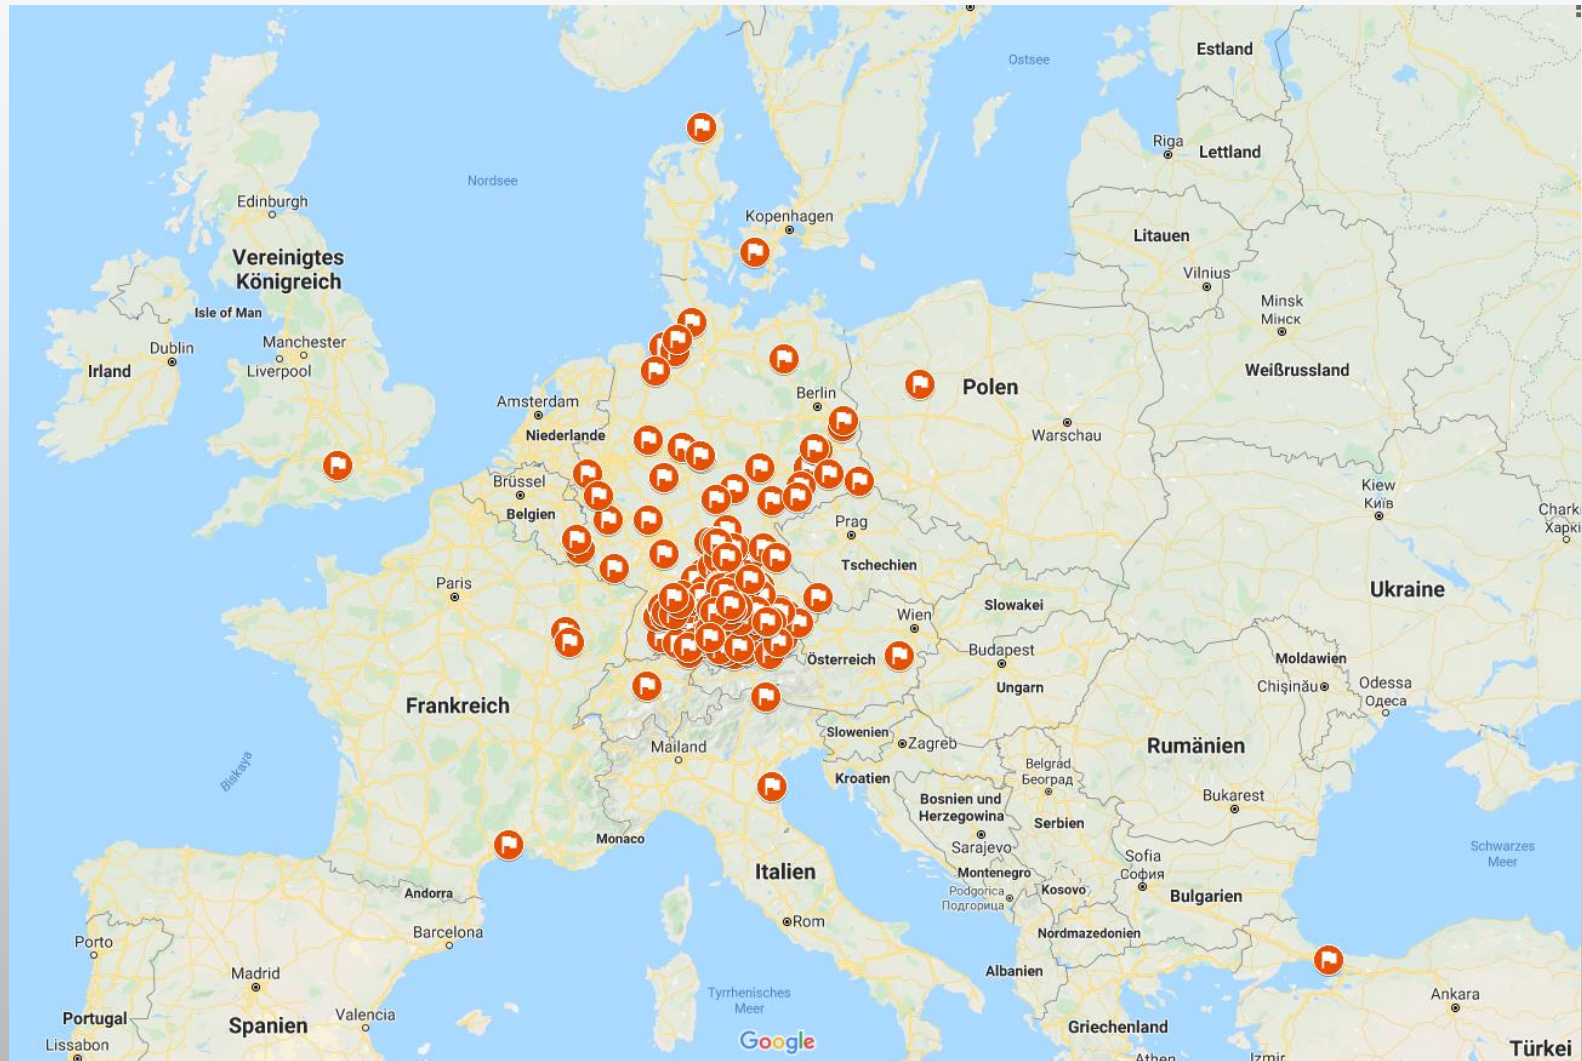 Estland
Ostsee
Riga
Lettland
Nordsee
Edinburgh
Kopenhagen
Litauen
Vereinigtes
Königreich
Vilnius
Minsk
Мінск
Isle of Man
Dublin
Manchester
Liverpool
Irland
Weißrussland
Polen
Berlin
Amsterdam
Niederlande
Warschau
Brüssel
Belgien
Kiew
Київ
Prag
Tschechien
Paris
Ukraine
Slowakei
Wien
Budapest
Österreich
Moldawien
Chișinău
Odessa
Одеса
Ungarn
Frankreich
Slowenien
Zagreb
Mailand
Rumänien
Biskaya
Kroatien
Belgrad
Београд
Bosnien und
Herzegowina
Bukarest
Serbien
Monaco
Sarajevo
Sofia
София
Schwarzes
Meer
Italien
Montenegro
Andorra
Podgorica
Подгорица
Kosovo
Bulgarien
Rom
Barcelona
Porto
Nordmazedonien
Madrid
Albanien
Tyrrhenisches
Meer
Ankara
Valencia
Portugal
Spanien
Griechenland
Google
Lissabon
Türkei